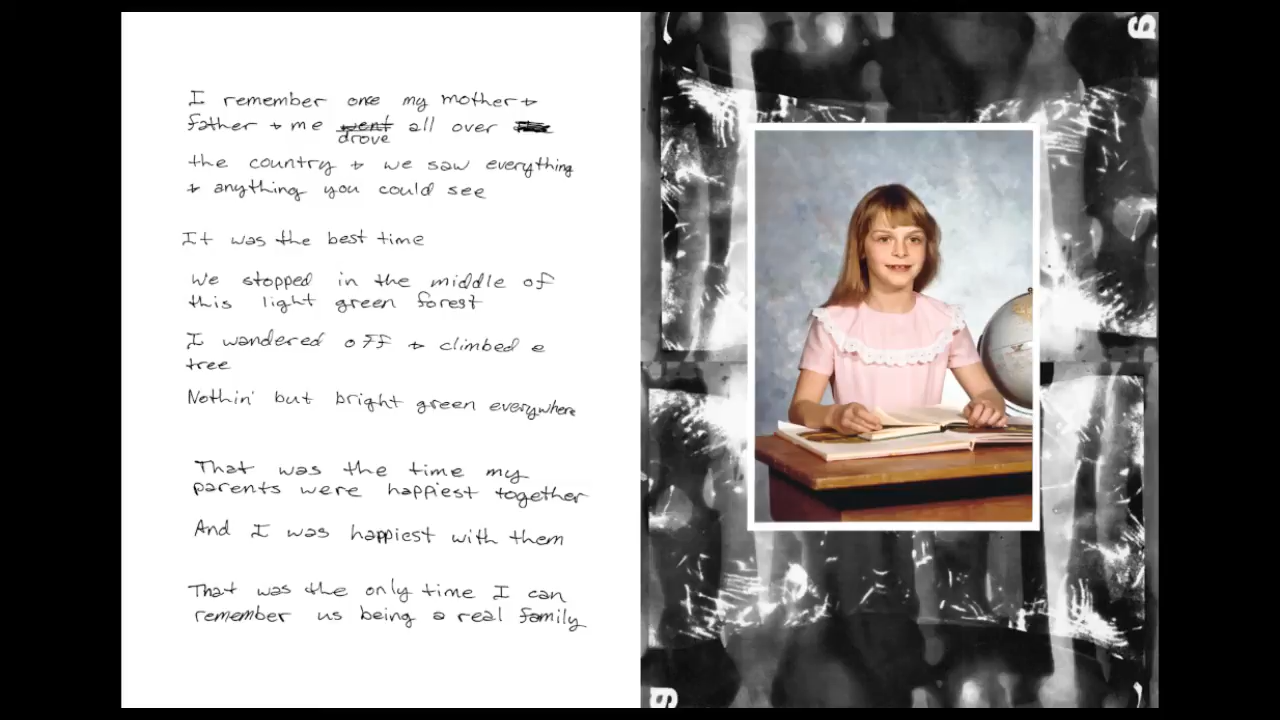 I remember once my mother +
father + me went all over
drove
the country + we saw everything
+ anything you could see
It was the best time
We stopped in the middle of
this light green forest
I wandered off + climbed a
tree
Nothin' but bright green everywhere
That was the time my
parents were happiest together
And I was happiest with them
That was the only time I can
remember us being a real family